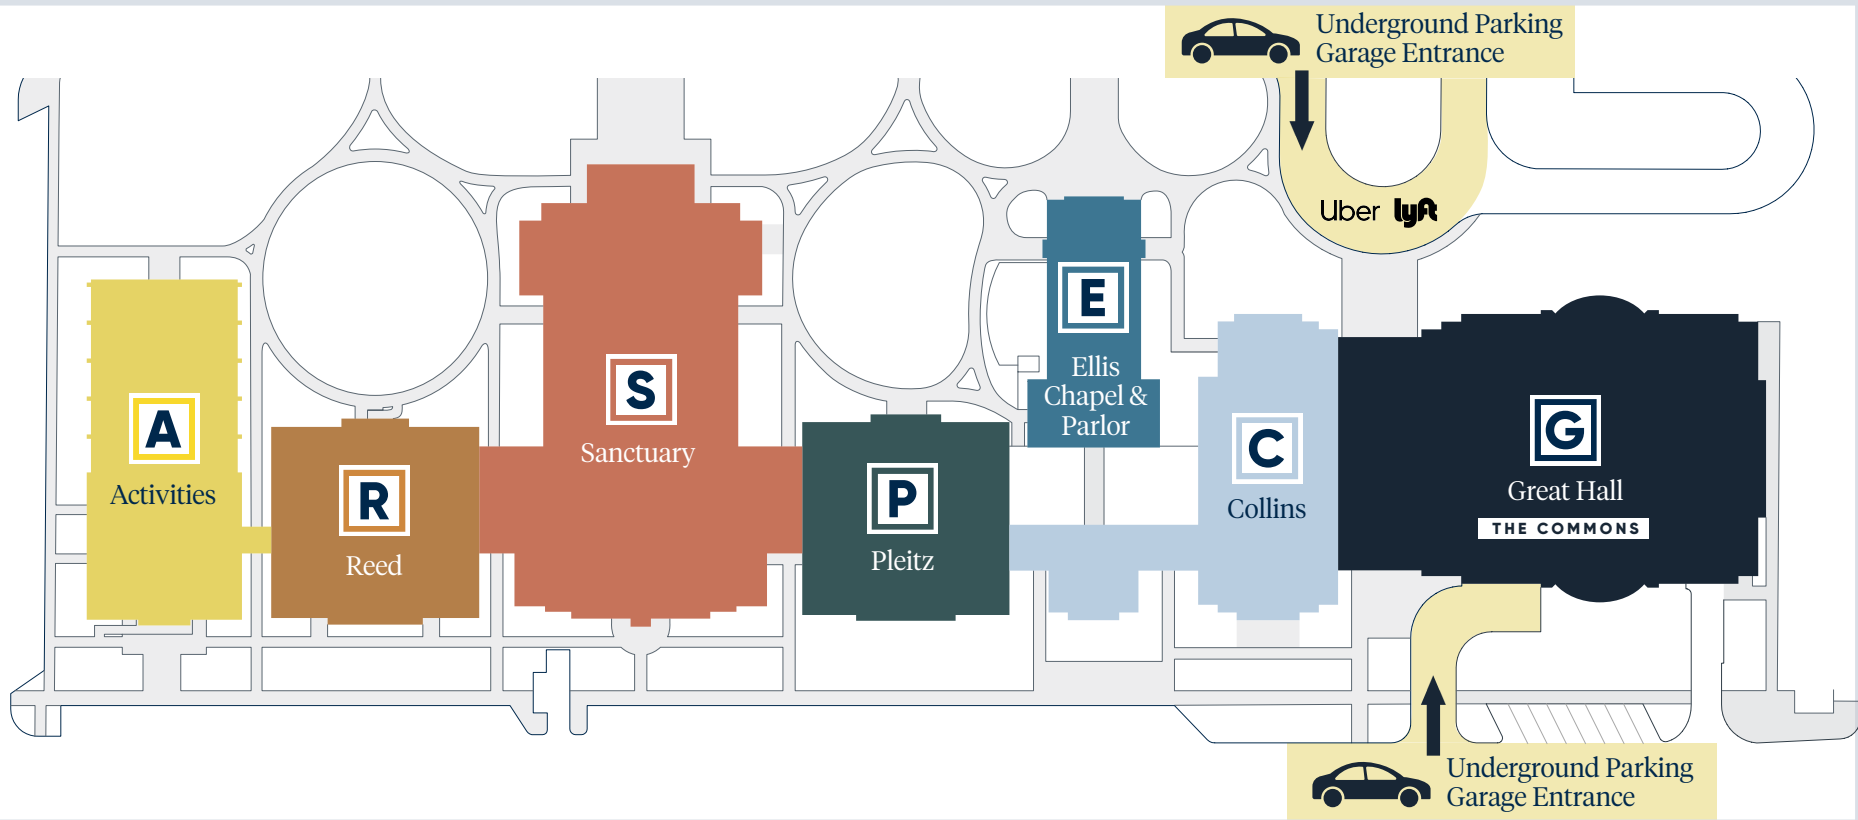 Underground Parking
Garage Entrance
Uber lyft
E
Ellis
Chapel &
Parlor
S
Sanctuary
A
Activities
R
Reed
P
Pleitz
C
Collins
G
Great Hall
THE COMMONS
Underground Parking
Garage Entrance